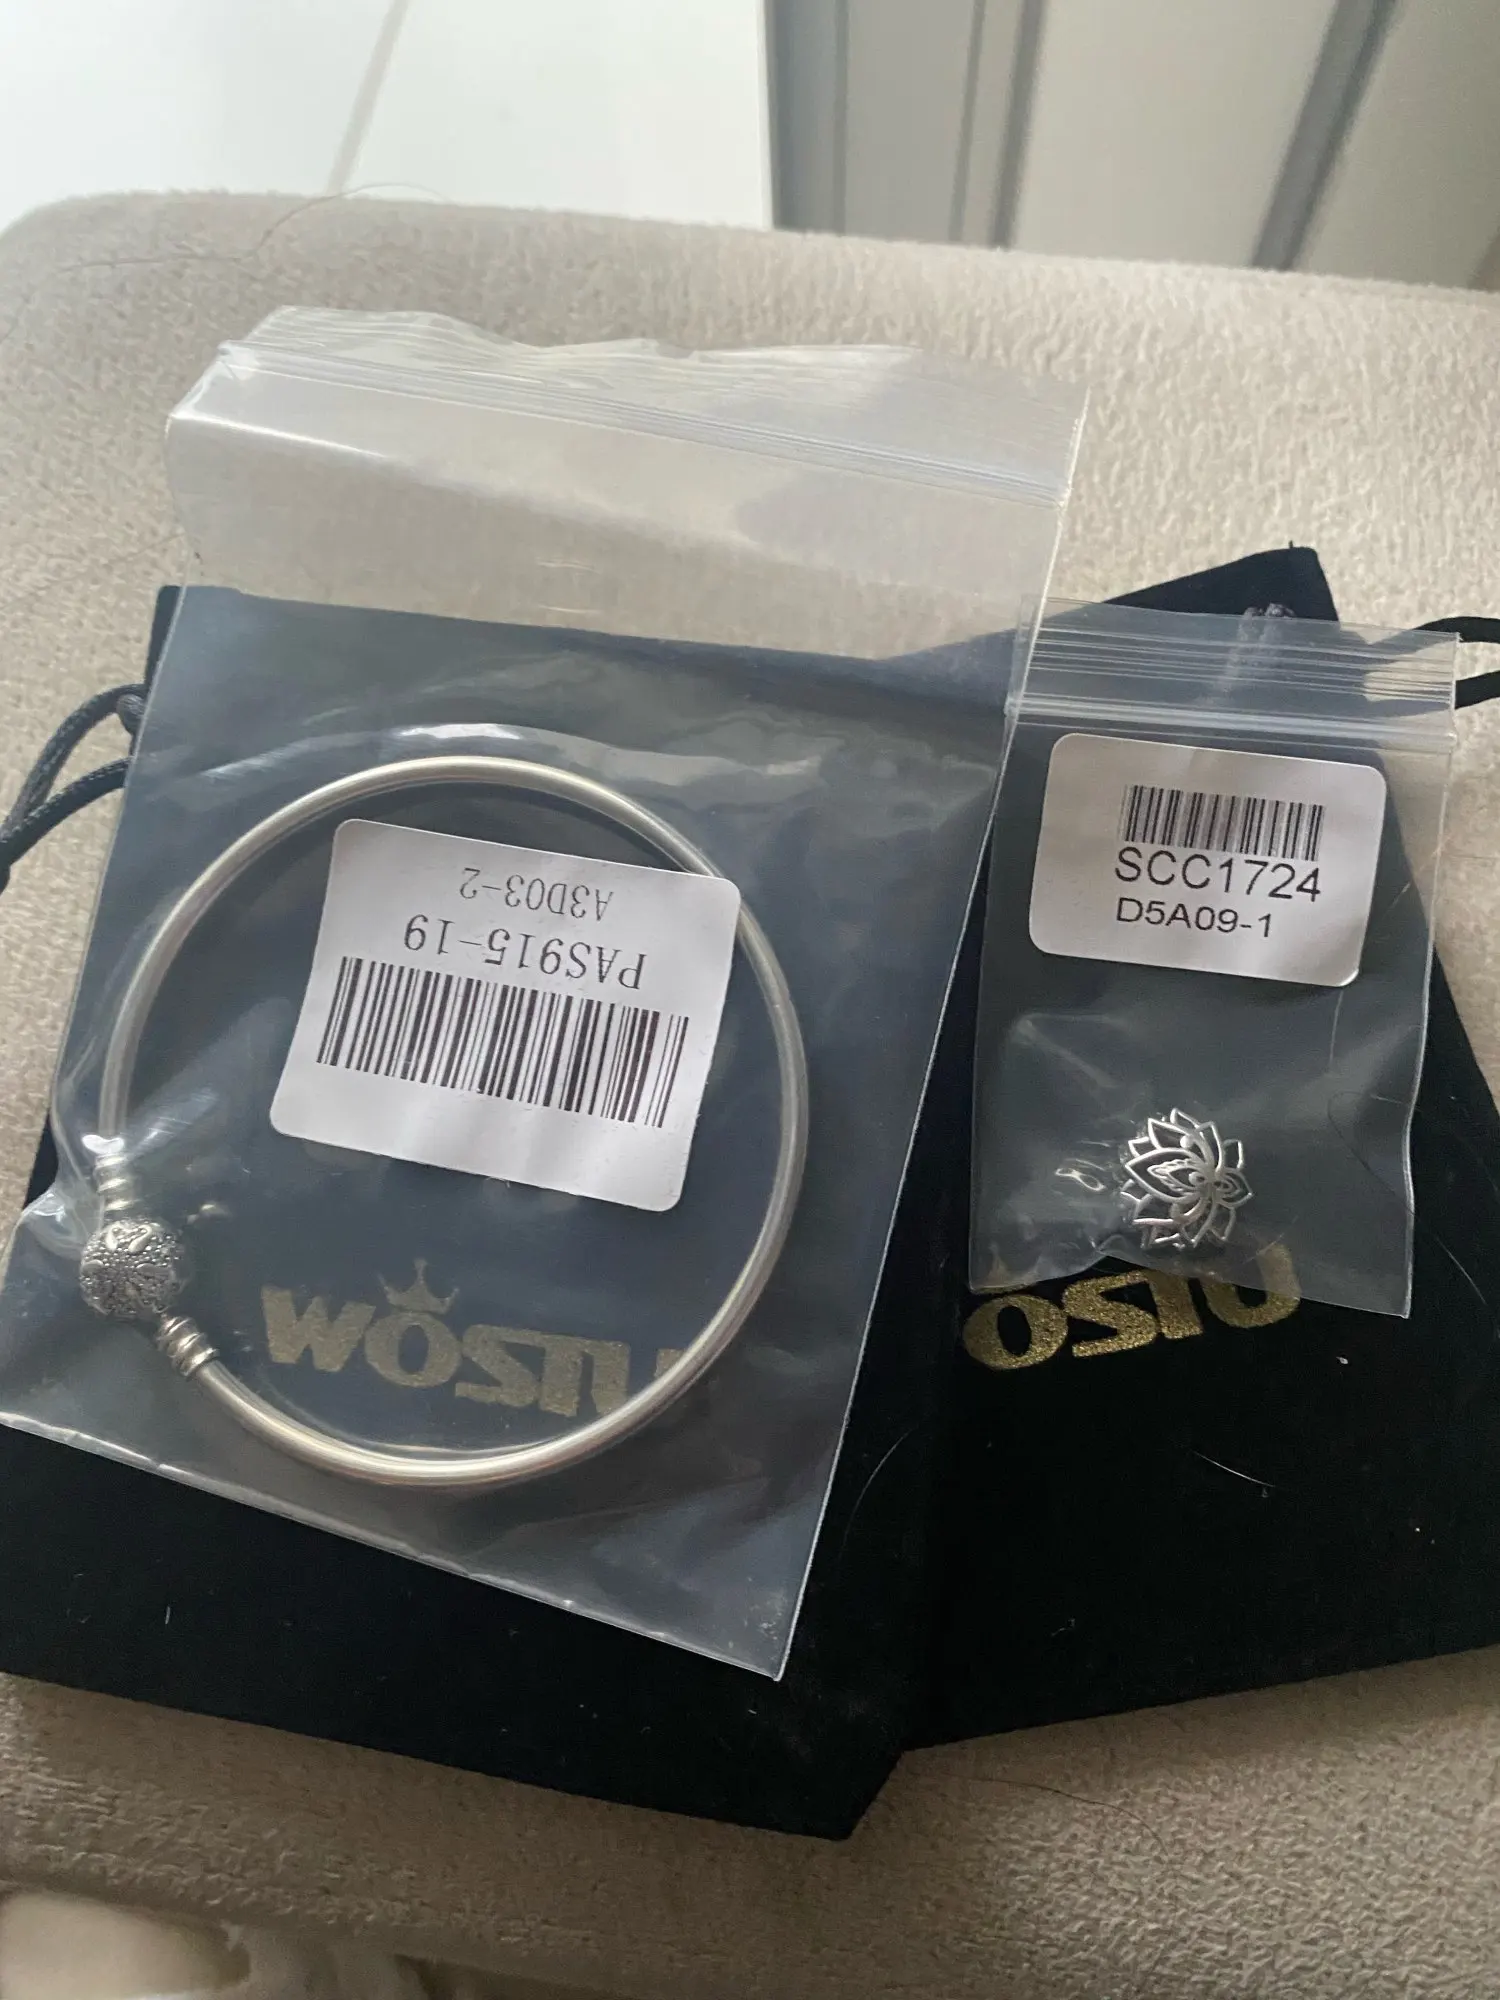 A3D03-2
PAS915-19
SCC1724
D5A09-1
WOSTU